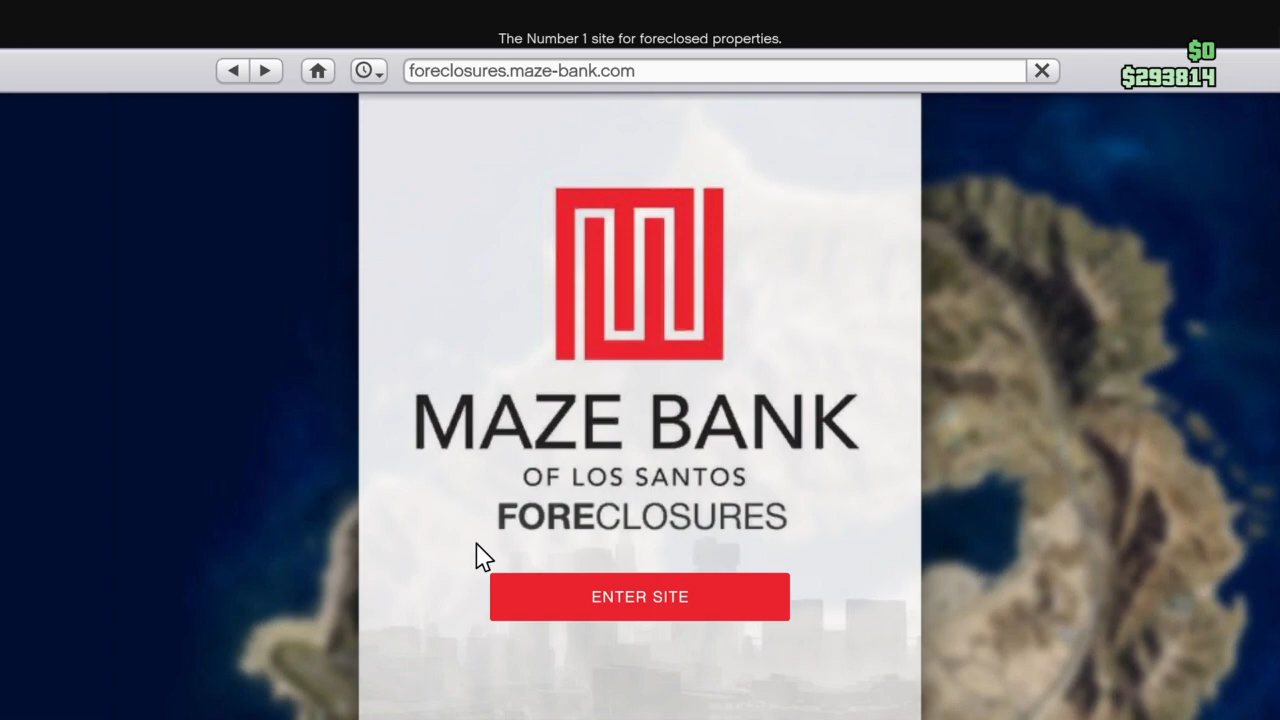 The Number 1 site for foreclosed properties.
$0
foreclosures.maze-bank.com
$293814
MAZE BANK
OF LOS SANTOS
FORECLOSURES
ENTER SITE